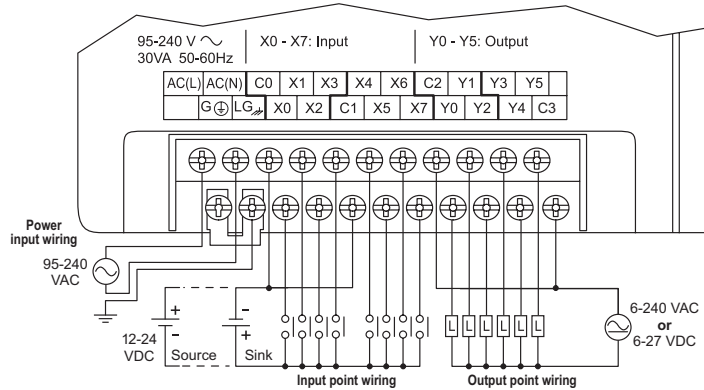 95-240 V
30VA 50-60Hz
X0 - X7: Input
Y0 - Y5: Output
AC(L) AC(N) C0 X1 X3 X4 X6 C2 Y1 Y3 Y5
G LG X0 X2 C1 X5 X7 Y0 Y2 Y4 C3
Power
input wiring
95-240
VAC
+ - - +
12-24
VDC
Source
Sink
L L L L L L
6-240 VAC
or
6-27 VDC
Input point wiring
Output point wiring